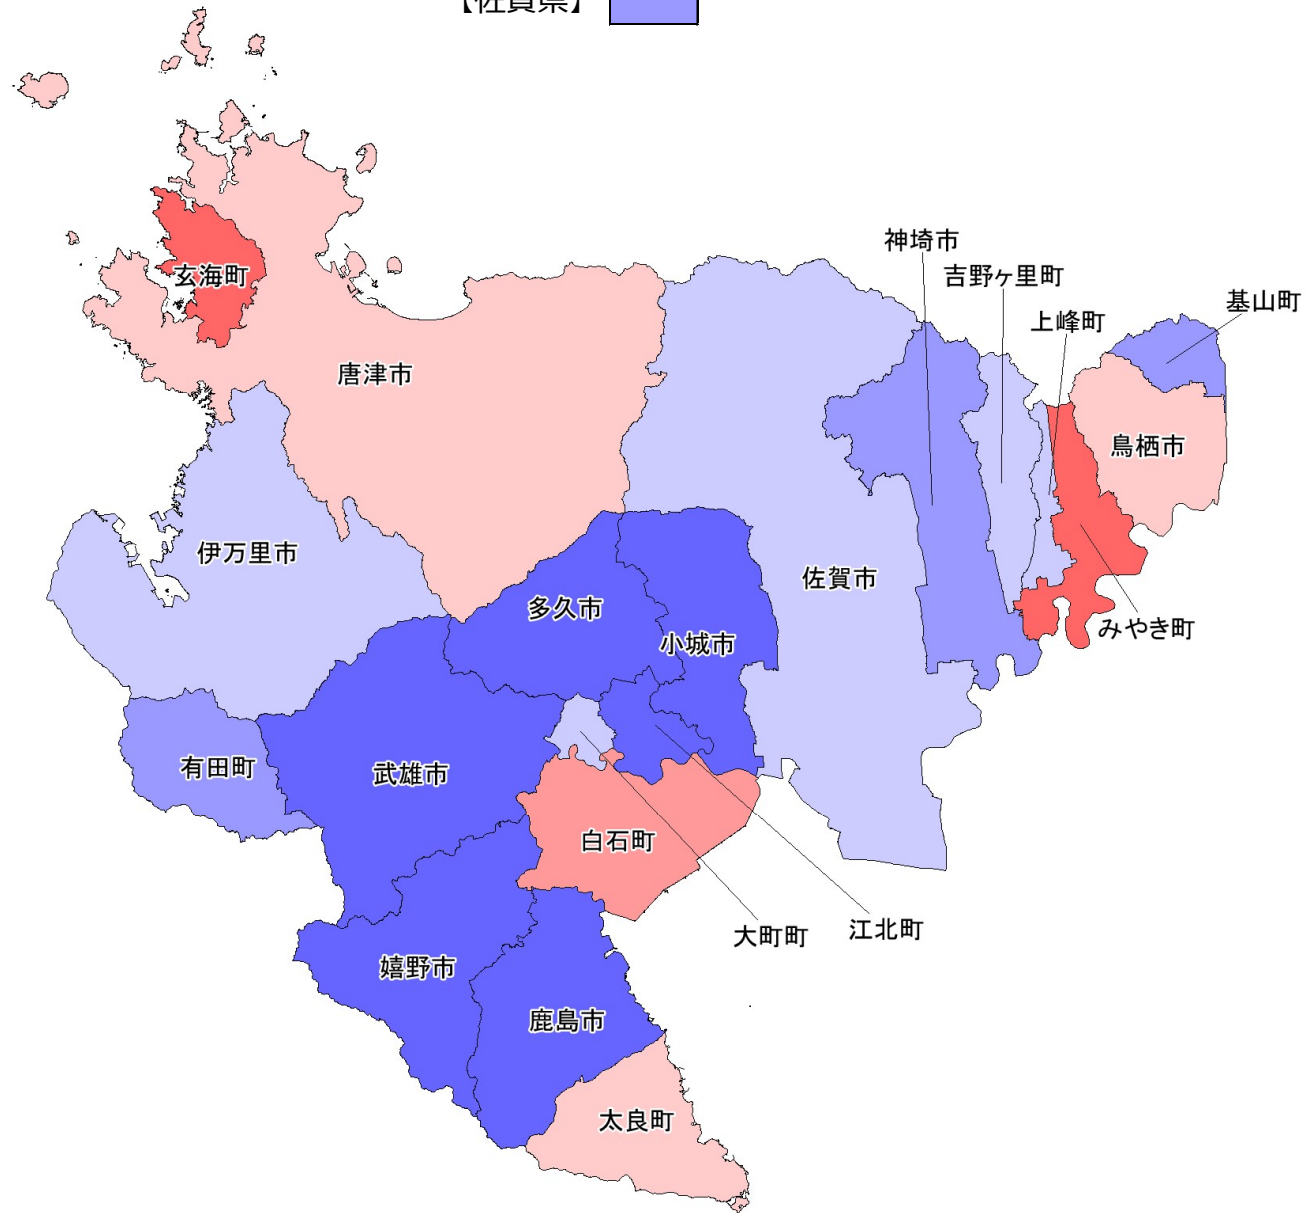 【佐賀県】
神埼市
吉野ヶ里町
玄海町
基山町
上峰町
唐津市
鳥栖市
伊万里市
佐賀市
多久市
みやき町
小城市
有田町
武雄市
白石町
江北町
大町町
嬉野市
鹿島市
太良町